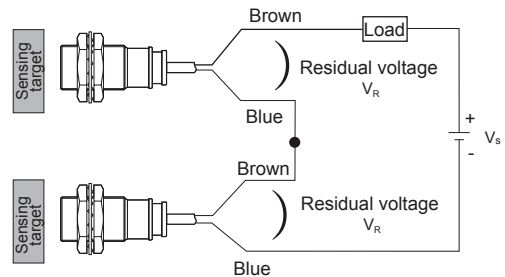 Brown
Load
Sensing
target
Residual voltage
VR
Blue
+
Vs
-
Brown
Sensing
target
Residual voltage
VR
Blue